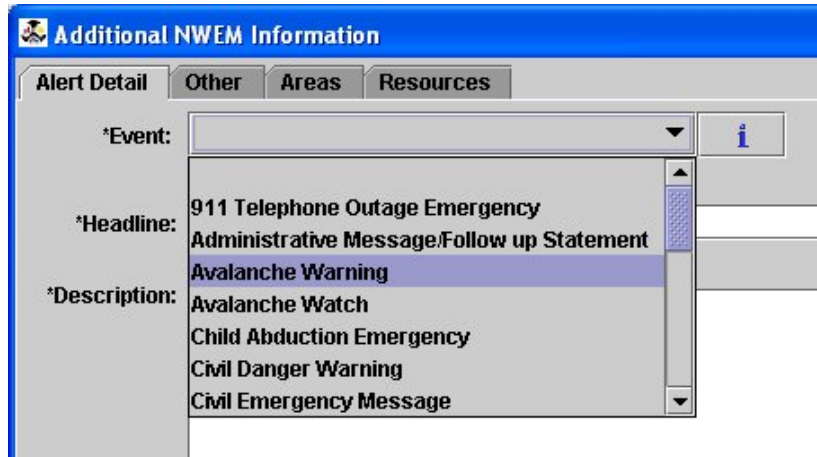 Additional NWEM Information
Alert Detail Other Areas Resources
*Event:
i
911 Telephone Outage Emergency
*Headline:
Administrative Message/Follow up Statement
Avalanche Warning
*Description:
Avalanche Watch
Child Abduction Emergency
Civil Danger Warning
Civil Emergency Message